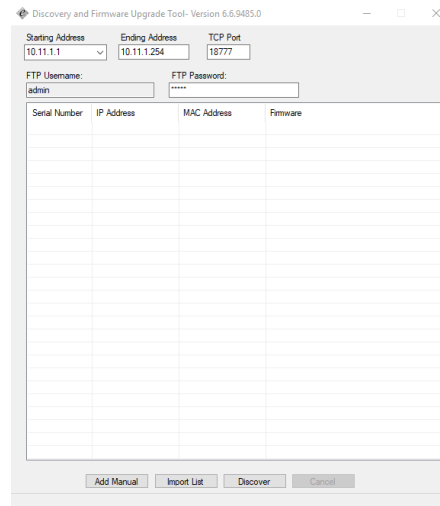 Discovery and Firmware Upgrade Tool- Version 6.6.9485.0
Starting Address Ending Address TCP Port
10.11.1.1 10.11.1.254 18777
FTP Username: FTP Password:
admin *****
Serial Number IP Address MAC Address Firmware
Add Manual Import List Discover Cancel